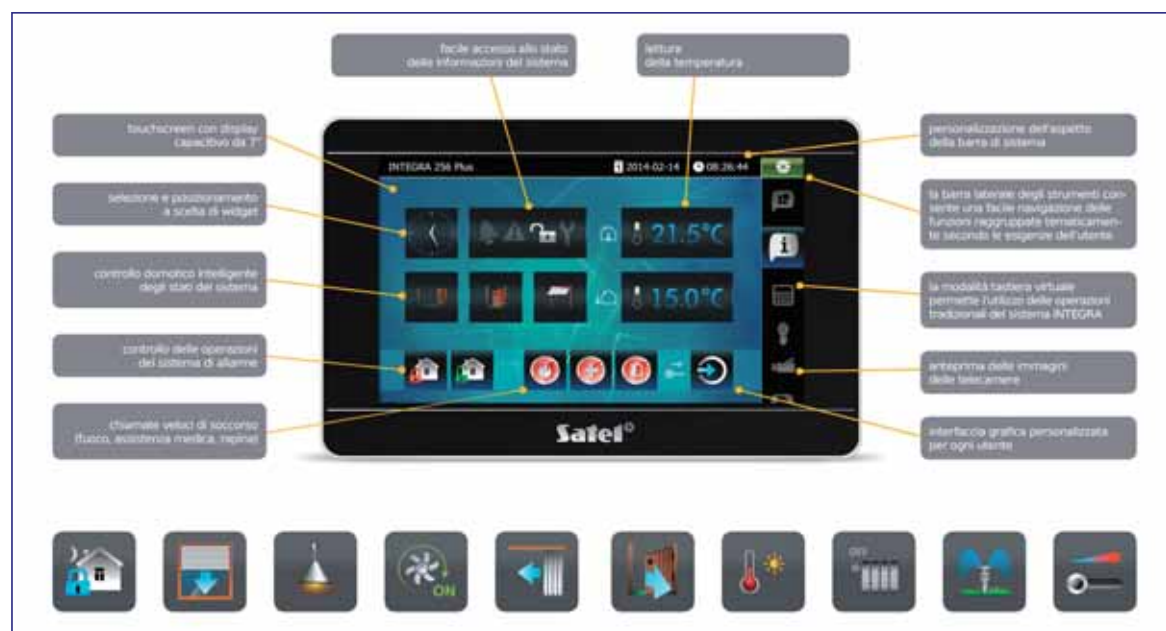 facile accesso allo stato
delle informazioni del sistema
letture
della temperatura
touchscreen con display
capacitivo da 7"
personalizzazione dell'aspetto
della barra di sistema
selezione e posizionamento
a scelta di widget
la barra laterale degli strumenti con-
sente una facile navigazione delle
funzioni raggruppate tematicamen-
te secondo le esigenze dell'utente
controllo domotico intelligente
degli stati del sistema
la modalità tastiera virtuale
permette l'utilizzo delle operazioni
tradizionali del sistema INTEGRA
controllo delle operazioni
del sistema di allarme
anteprima delle immagini
delle telecamere
chiamate veloci di soccorso
(fuoco, assistenza medica, rapine)
interfaccia grafica personalizzata
per ogni utente
INTEGRA 256 Plus
2014-02-14
08:26:44
21.5°C
15.0°C
Satel®
ON
OFF